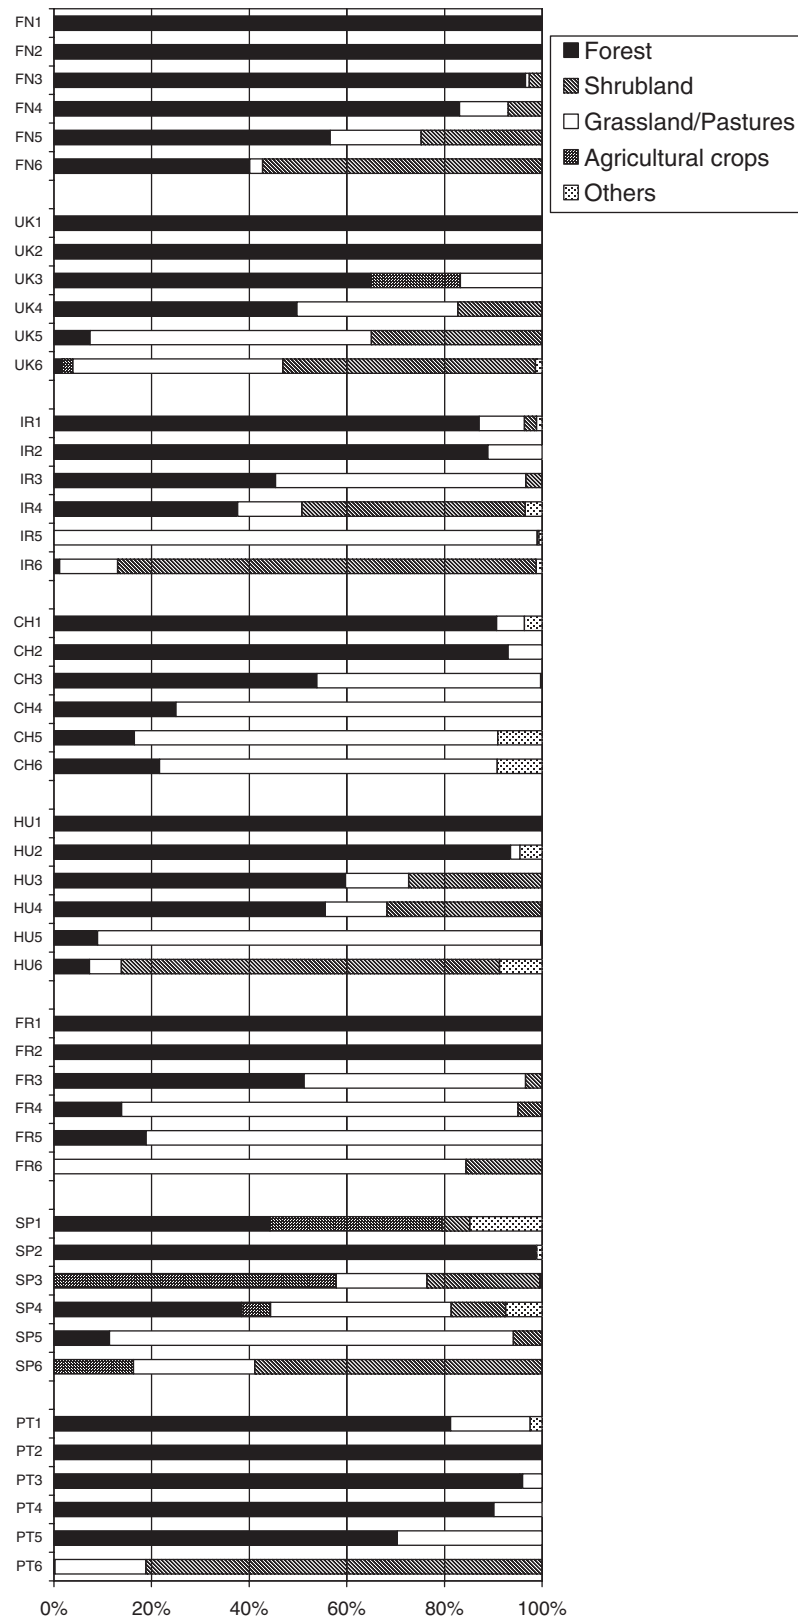 FN1
FN2
FN3
FN4
FN5
FN6
UK1
UK2
UK3
UK4
UK5
UK6
IR1
IR2
IR3
IR4
IR5
IR6
CH1
CH2
CH3
CH4
CH5
CH6
HU1
HU2
HU3
HU4
HU5
HU6
FR1
FR2
FR3
FR4
FR5
FR6
SP1
SP2
SP3
SP4
SP5
SP6
PT1
PT2
PT3
PT4
PT5
PT6
0% 20% 40% 60% 80% 100%
Forest
Shrubland
Grassland/Pastures
Agricultural crops
Others